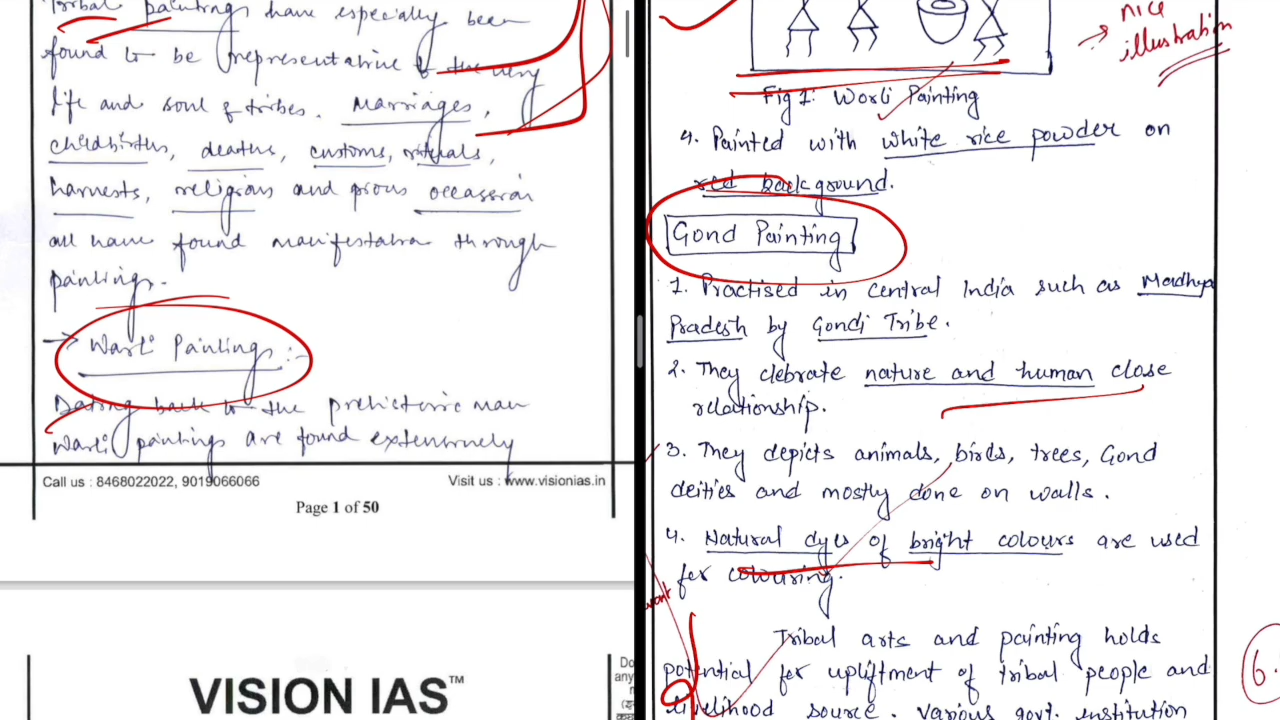 Tribal paintings have especially been
found to be representative of the very
life and soul of tribes. Marriages,
childbirths, deaths, customs, rituals,
harvests, religious and pious occassion
all have found manifestation through
paintings.
→ Warli Paintings :-
Dating back to the prehistoric man
Warli paintings are found extensively
Call us : 8468022022, 9019066066
Visit us : www.visionias.in
Page 1 of 50
VISION IAS™
Do
any
nice
illustration
Fig 1: Worli Painting
4. Painted with white rice powder on
red background.
Gond Painting
1. Practised in central India such as Madhya
Pradesh by Gondi Tribe.
2. They clebrate nature and human close
relationship.
3. They depicts animals, birds, trees, Gond
deities and mostly done on walls.
4. Natural dyes of bright colours are used
for colouring.
Tribal arts and painting holds
potential for upliftment of tribal people and
livelihood source. Various govt. institution
6.